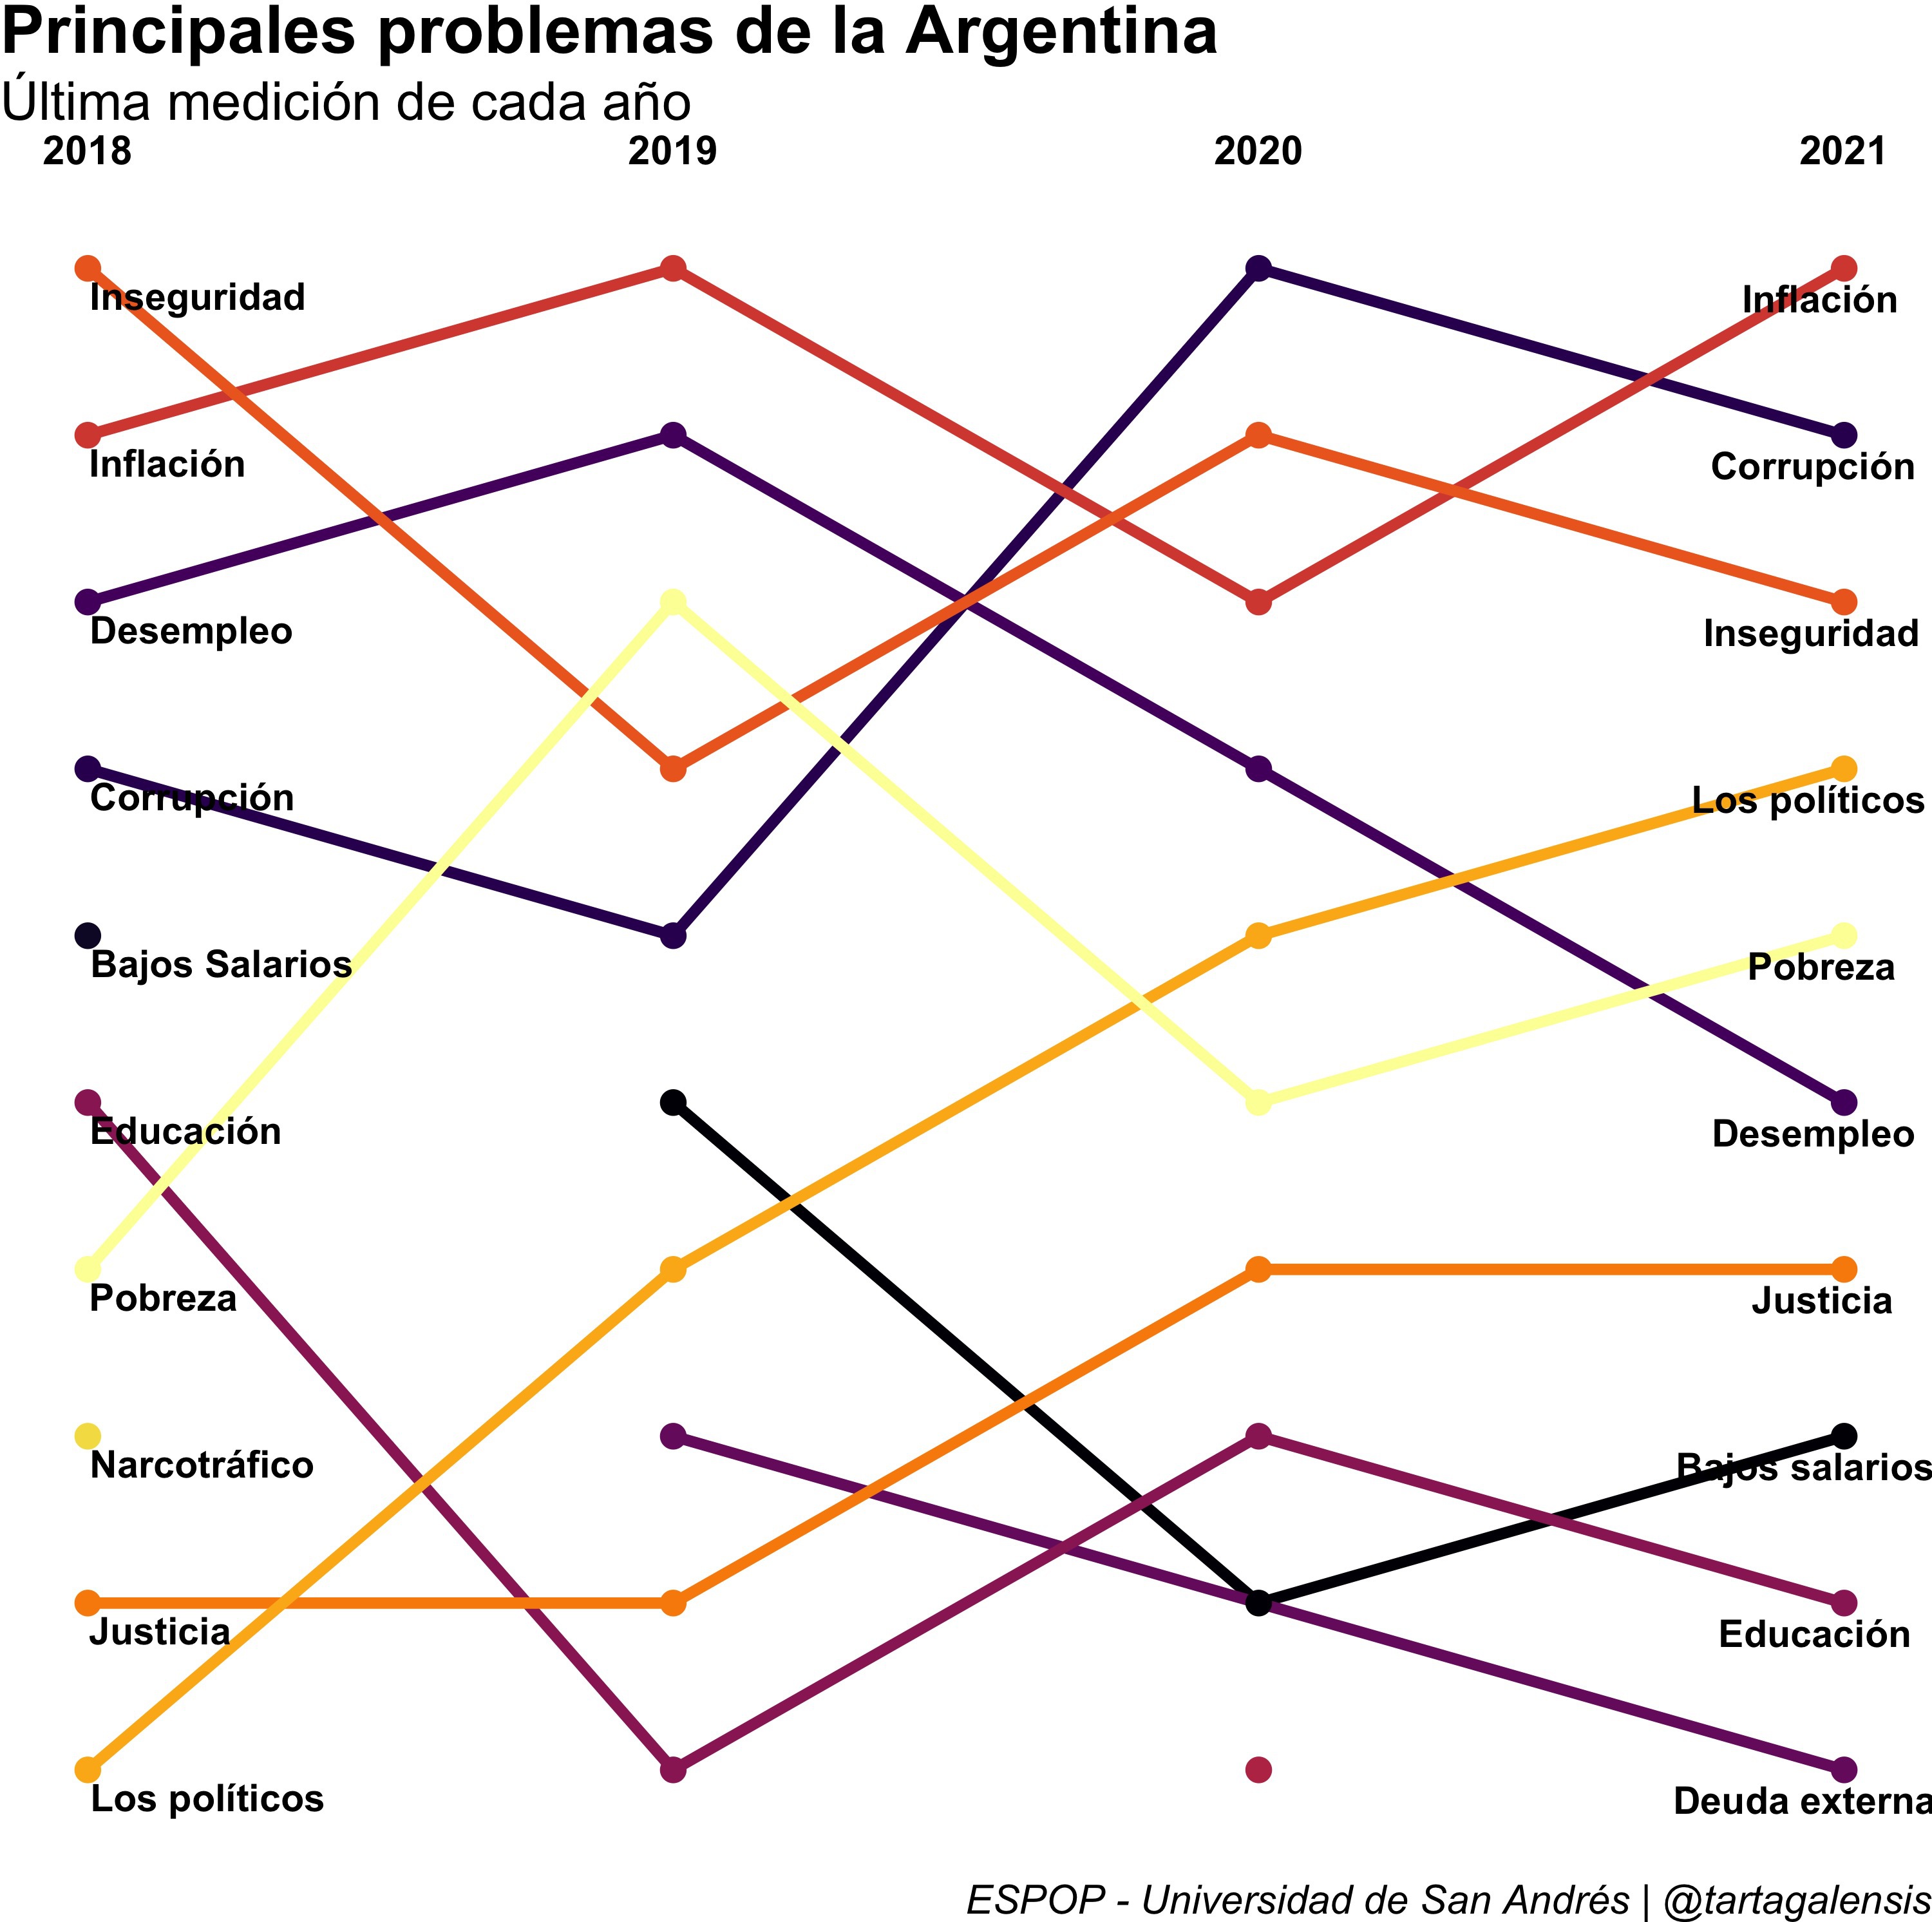 Principales problemas de la Argentina
Última medición de cada año
2018 2019 2020 2021
Inseguridad Inflación
Inflación Corrupción
Desempleo Inseguridad
Corrupción Los políticos
Bajos Salarios Pobreza
Educación Desempleo
Pobreza Justicia
Narcotráfico Bajos salarios
Justicia Educación
Los políticos Deuda externa
ESPOP - Universidad de San Andrés | @tartagalensis